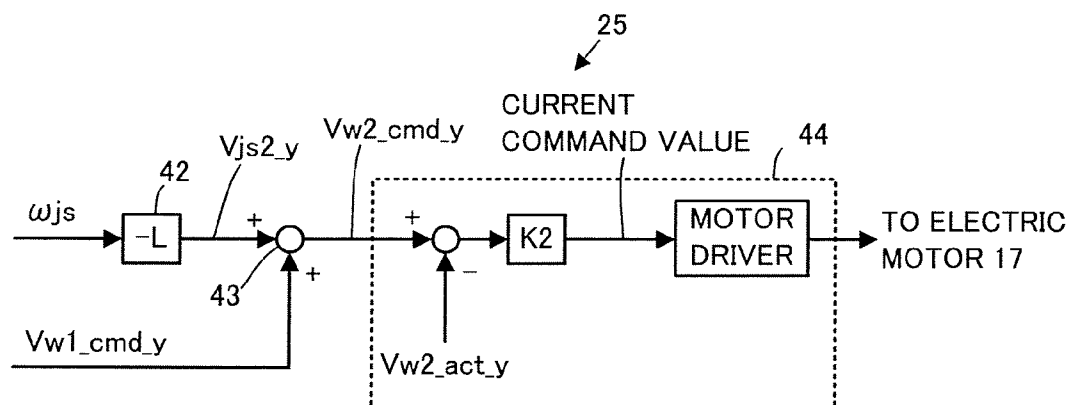 25
CURRENT
COMMAND VALUE
44
Vw2_cmd_y
Vjs2_y
42
ωjs
-L
+
+
43
+
-
K2
MOTOR
DRIVER
TO ELECTRIC
MOTOR 17
Vw1_cmd_y
Vw2_act_y